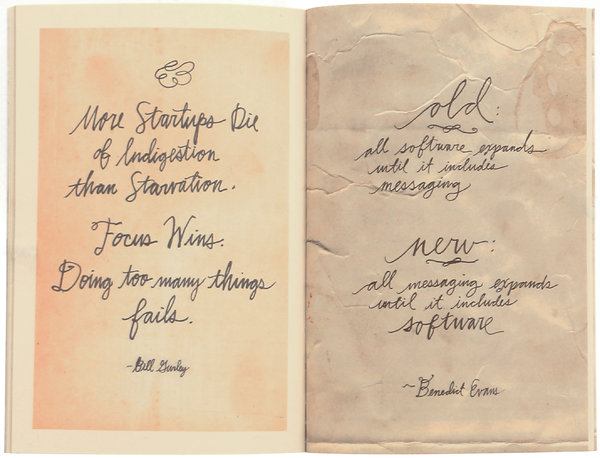 More Startups Die
of Indigestion
than Starvation.
Focus Wins.
Doing too many things
fails.
-Bill Gurley
old:
all software expands
until it includes
messaging
new:
all messaging expands
until it includes
software
~Benedict Evans